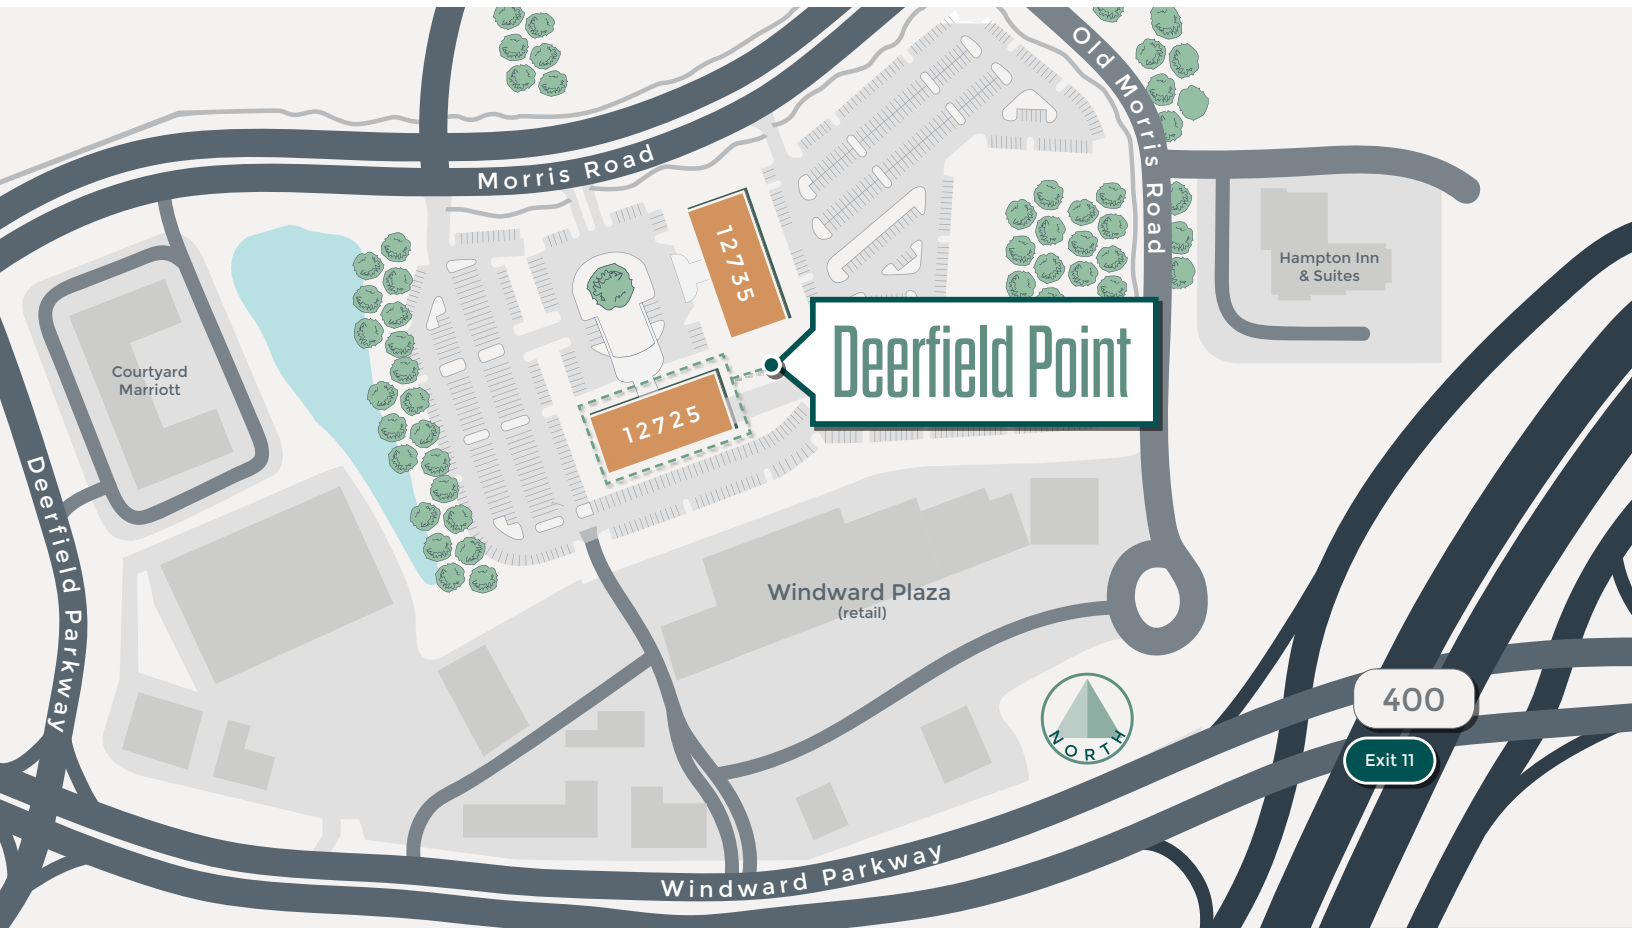 Old Morris Road
Morris Road
12735
Hampton Inn
& Suites
Deerfield Point
Courtyard
Marriott
12725
Deerfield Parkway
Windward Plaza
(retail)
400
NORTH
Exit 11
Windward Parkway